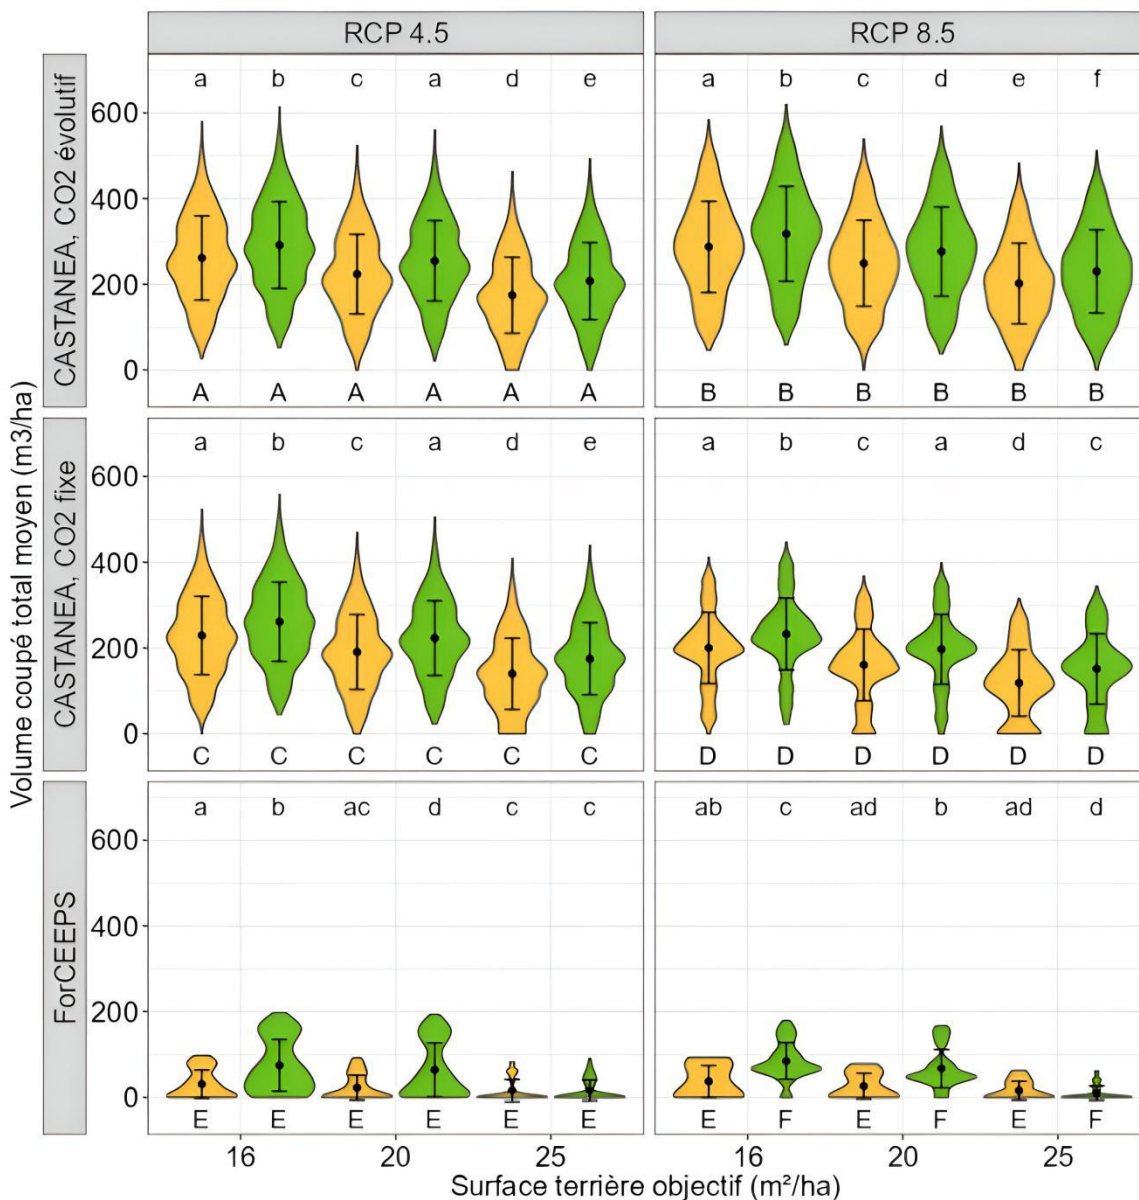 RCP 4.5
RCP 8.5
Volume coupé total moyen (m3/ha)
CASTANEA, CO2 évolutif
a b c a d e
a b c d e f
600
400
200
0
A A A A A A
B B B B B B
CASTANEA, CO2 fixe
a b c a d e
a b c a d c
600
400
200
0
C C C C C C
D D D D D D
ForCEEPS
a b ac d c c
ab c ad b ad d
600
400
200
0
E E E E E E
E F E F E F
16 20 25
16 20 25
Surface terrière objectif (m²/ha)